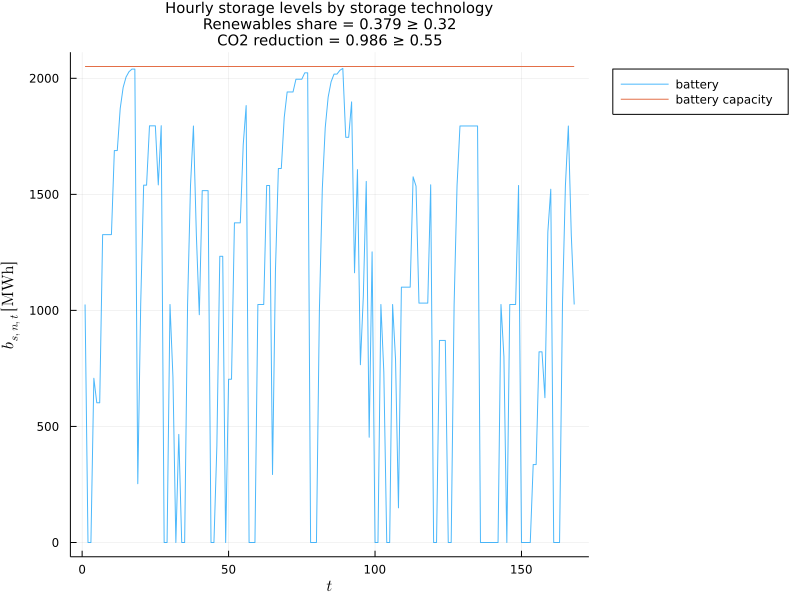 Hourly storage levels by storage technology
Renewables share = 0.379 ≥ 0.32
CO2 reduction = 0.986 ≥ 0.55
battery
battery capacity
b_{s, n, t} [MWh]
2000
1500
1000
500
0
0 50 100 150
t